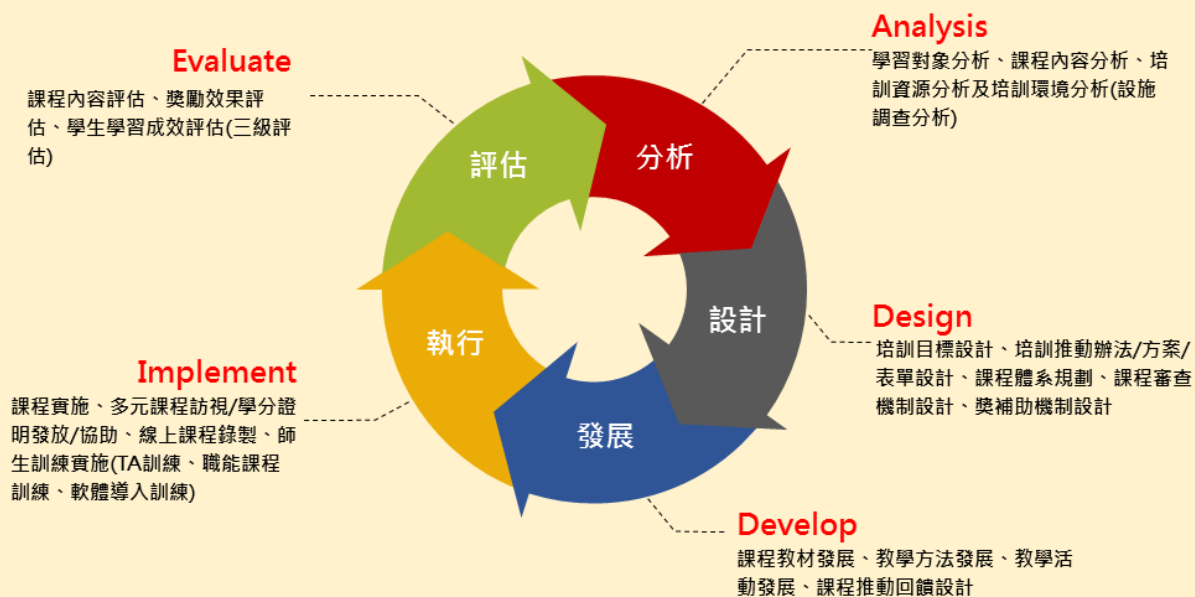 Analysis
學習對象分析、課程內容分析、培
訓資源分析及培訓環境分析(設施
調查分析)
Design
培訓目標設計、培訓推動辦法/方案/
表單設計、課程體系規劃、課程審查
機制設計、獎補助機制設計
Develop
課程教材發展、教學方法發展、教學活
動發展、課程推動回饋設計
Implement
課程實施、多元課程訪視/學分證
明發放/協助、線上課程錄製、師
生訓練實施(TA訓練、職能課程
訓練、軟體導入訓練)
Evaluate
課程內容評估、獎勵效果評
估、學生學習成效評估(三級評
估)
分析
設計
發展
執行
評估